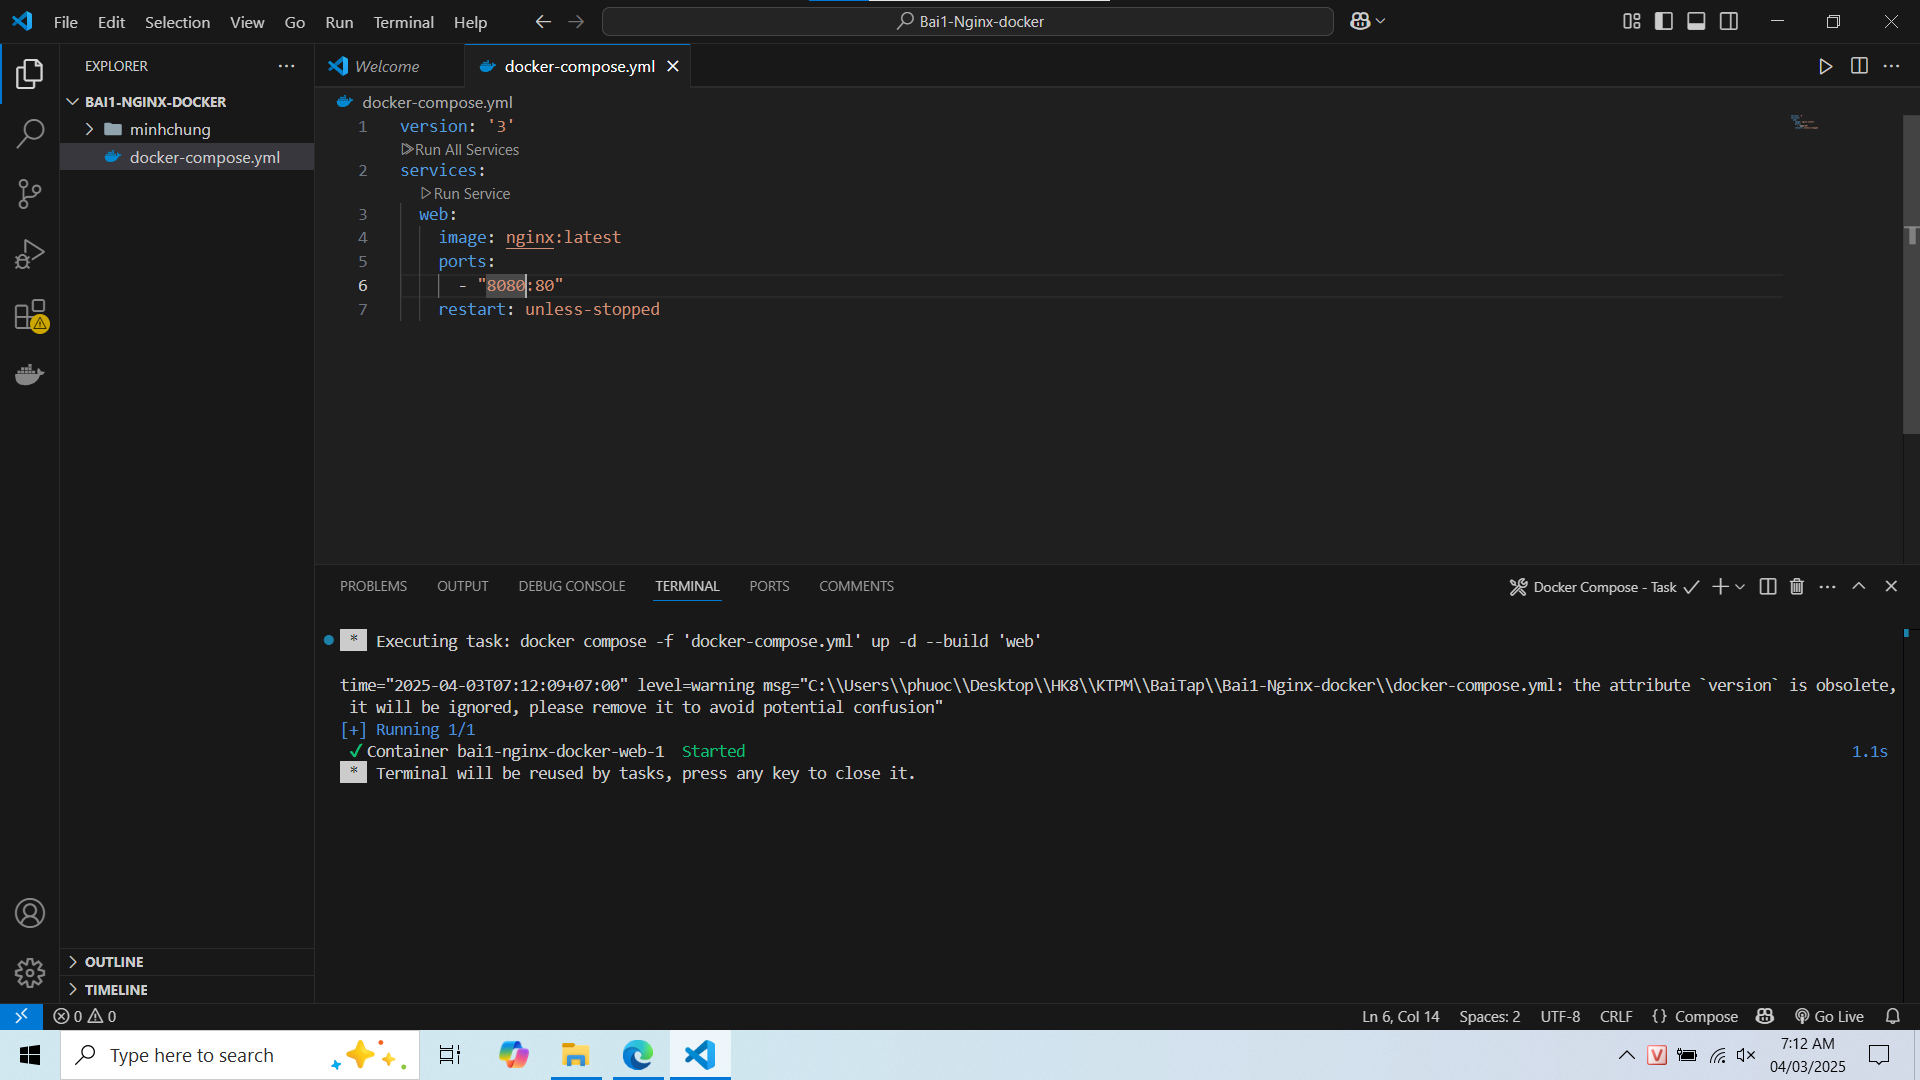 File Edit Selection View Go Run Terminal Help
Bai1-Nginx-docker
EXPLORER
BAI1-NGINX-DOCKER
minhchung
docker-compose.yml
Welcome
docker-compose.yml
docker-compose.yml
1 version: '3'
Run All Services
2 services:
Run Service
3 web:
4 image: nginx:latest
5 ports:
6 - "8080:80"
7 restart: unless-stopped
PROBLEMS OUTPUT DEBUG CONSOLE TERMINAL PORTS COMMENTS
Docker Compose - Task
* Executing task: docker compose -f 'docker-compose.yml' up -d --build 'web'
time="2025-04-03T07:12:09+07:00" level=warning msg="C:\\Users\\phuoc\\Desktop\\HK8\\KTPM\\BaiTap\\Bai1-Nginx-docker\\docker-compose.yml: the attribute `version` is obsolete,
it will be ignored, please remove it to avoid potential confusion"
[+] Running 1/1
✓Container bai1-nginx-docker-web-1 Started 1.1s
* Terminal will be reused by tasks, press any key to close it.
OUTLINE
TIMELINE
0 0
Ln 6, Col 14 Spaces: 2 UTF-8 CRLF {} Compose Go Live
Type here to search
V
7:12 AM
04/03/2025